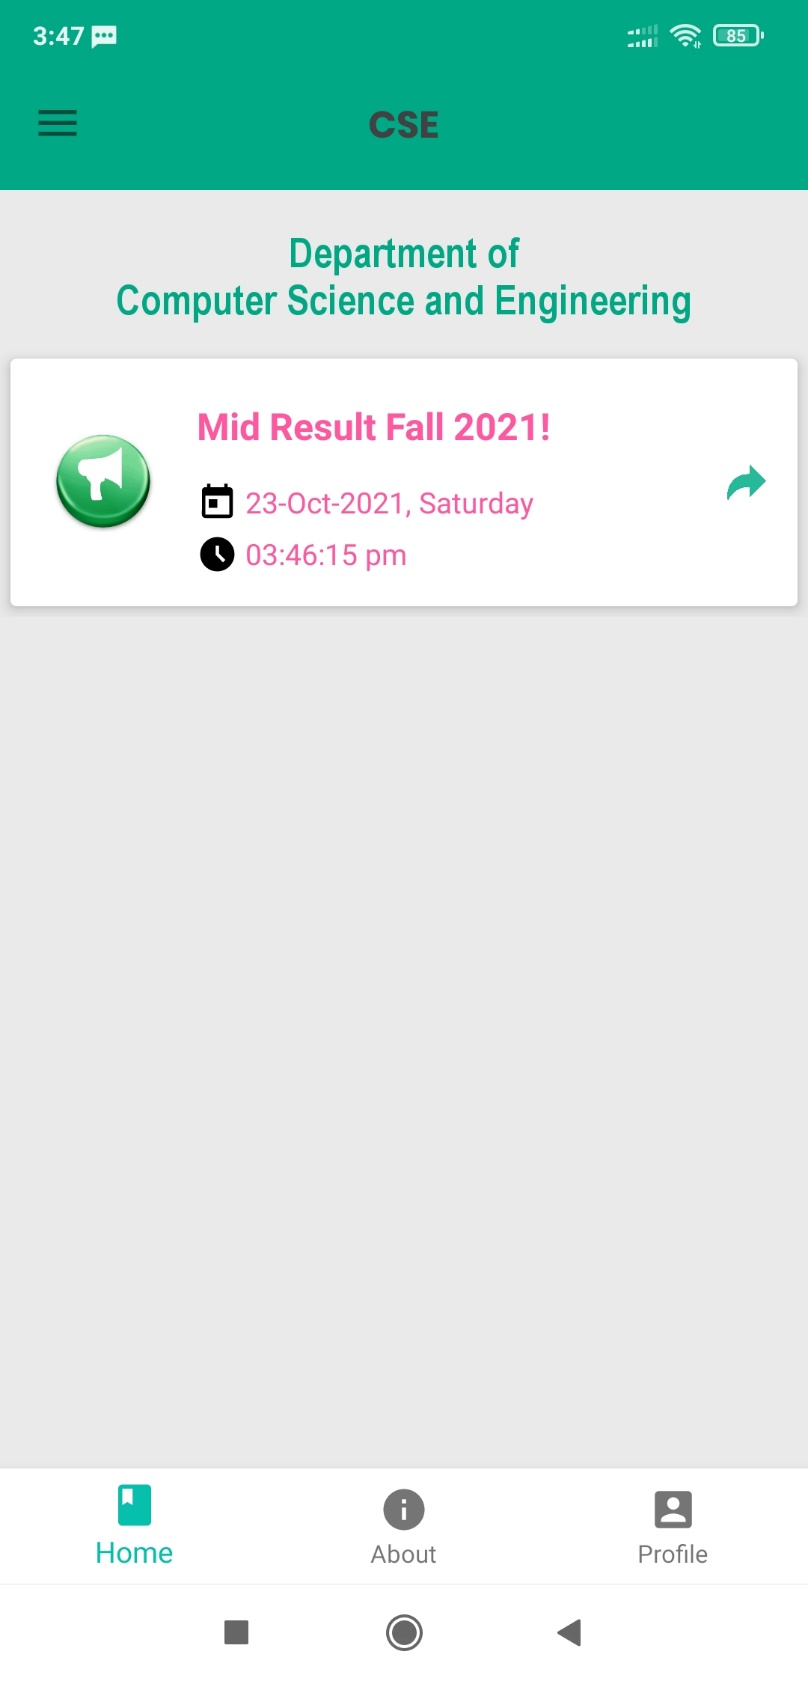 3:47
85
CSE
Department of
Computer Science and Engineering
Mid Result Fall 2021!
23-Oct-2021, Saturday
03:46:15 pm
Home
About
Profile